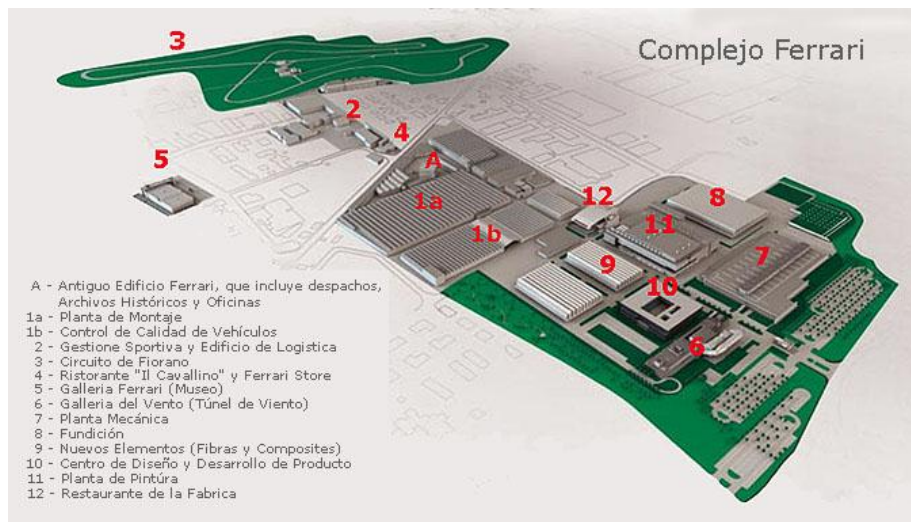 Complejo Ferrari
3
2
4
5
A
1a
1b
12
8
11
9
7
10
6
A - Antiguo Edificio Ferrari, que incluye despachos,
Archivos Históricos y Oficinas
1a - Planta de Montaje
1b - Control de Calidad de Vehículos
2 - Gestione Sportiva y Edificio de Logistica
3 - Circuito de Fiorano
4 - Ristorante "Il Cavallino" y Ferrari Store
5 - Galleria Ferrari (Museo)
6 - Galleria del Vento (Túnel de Viento)
7 - Planta Mecánica
8 - Fundición
9 - Nuevos Elementos (Fibras y Composites)
10 - Centro de Diseño y Desarrollo de Producto
11 - Planta de Pintúra
12 - Restaurante de la Fabrica